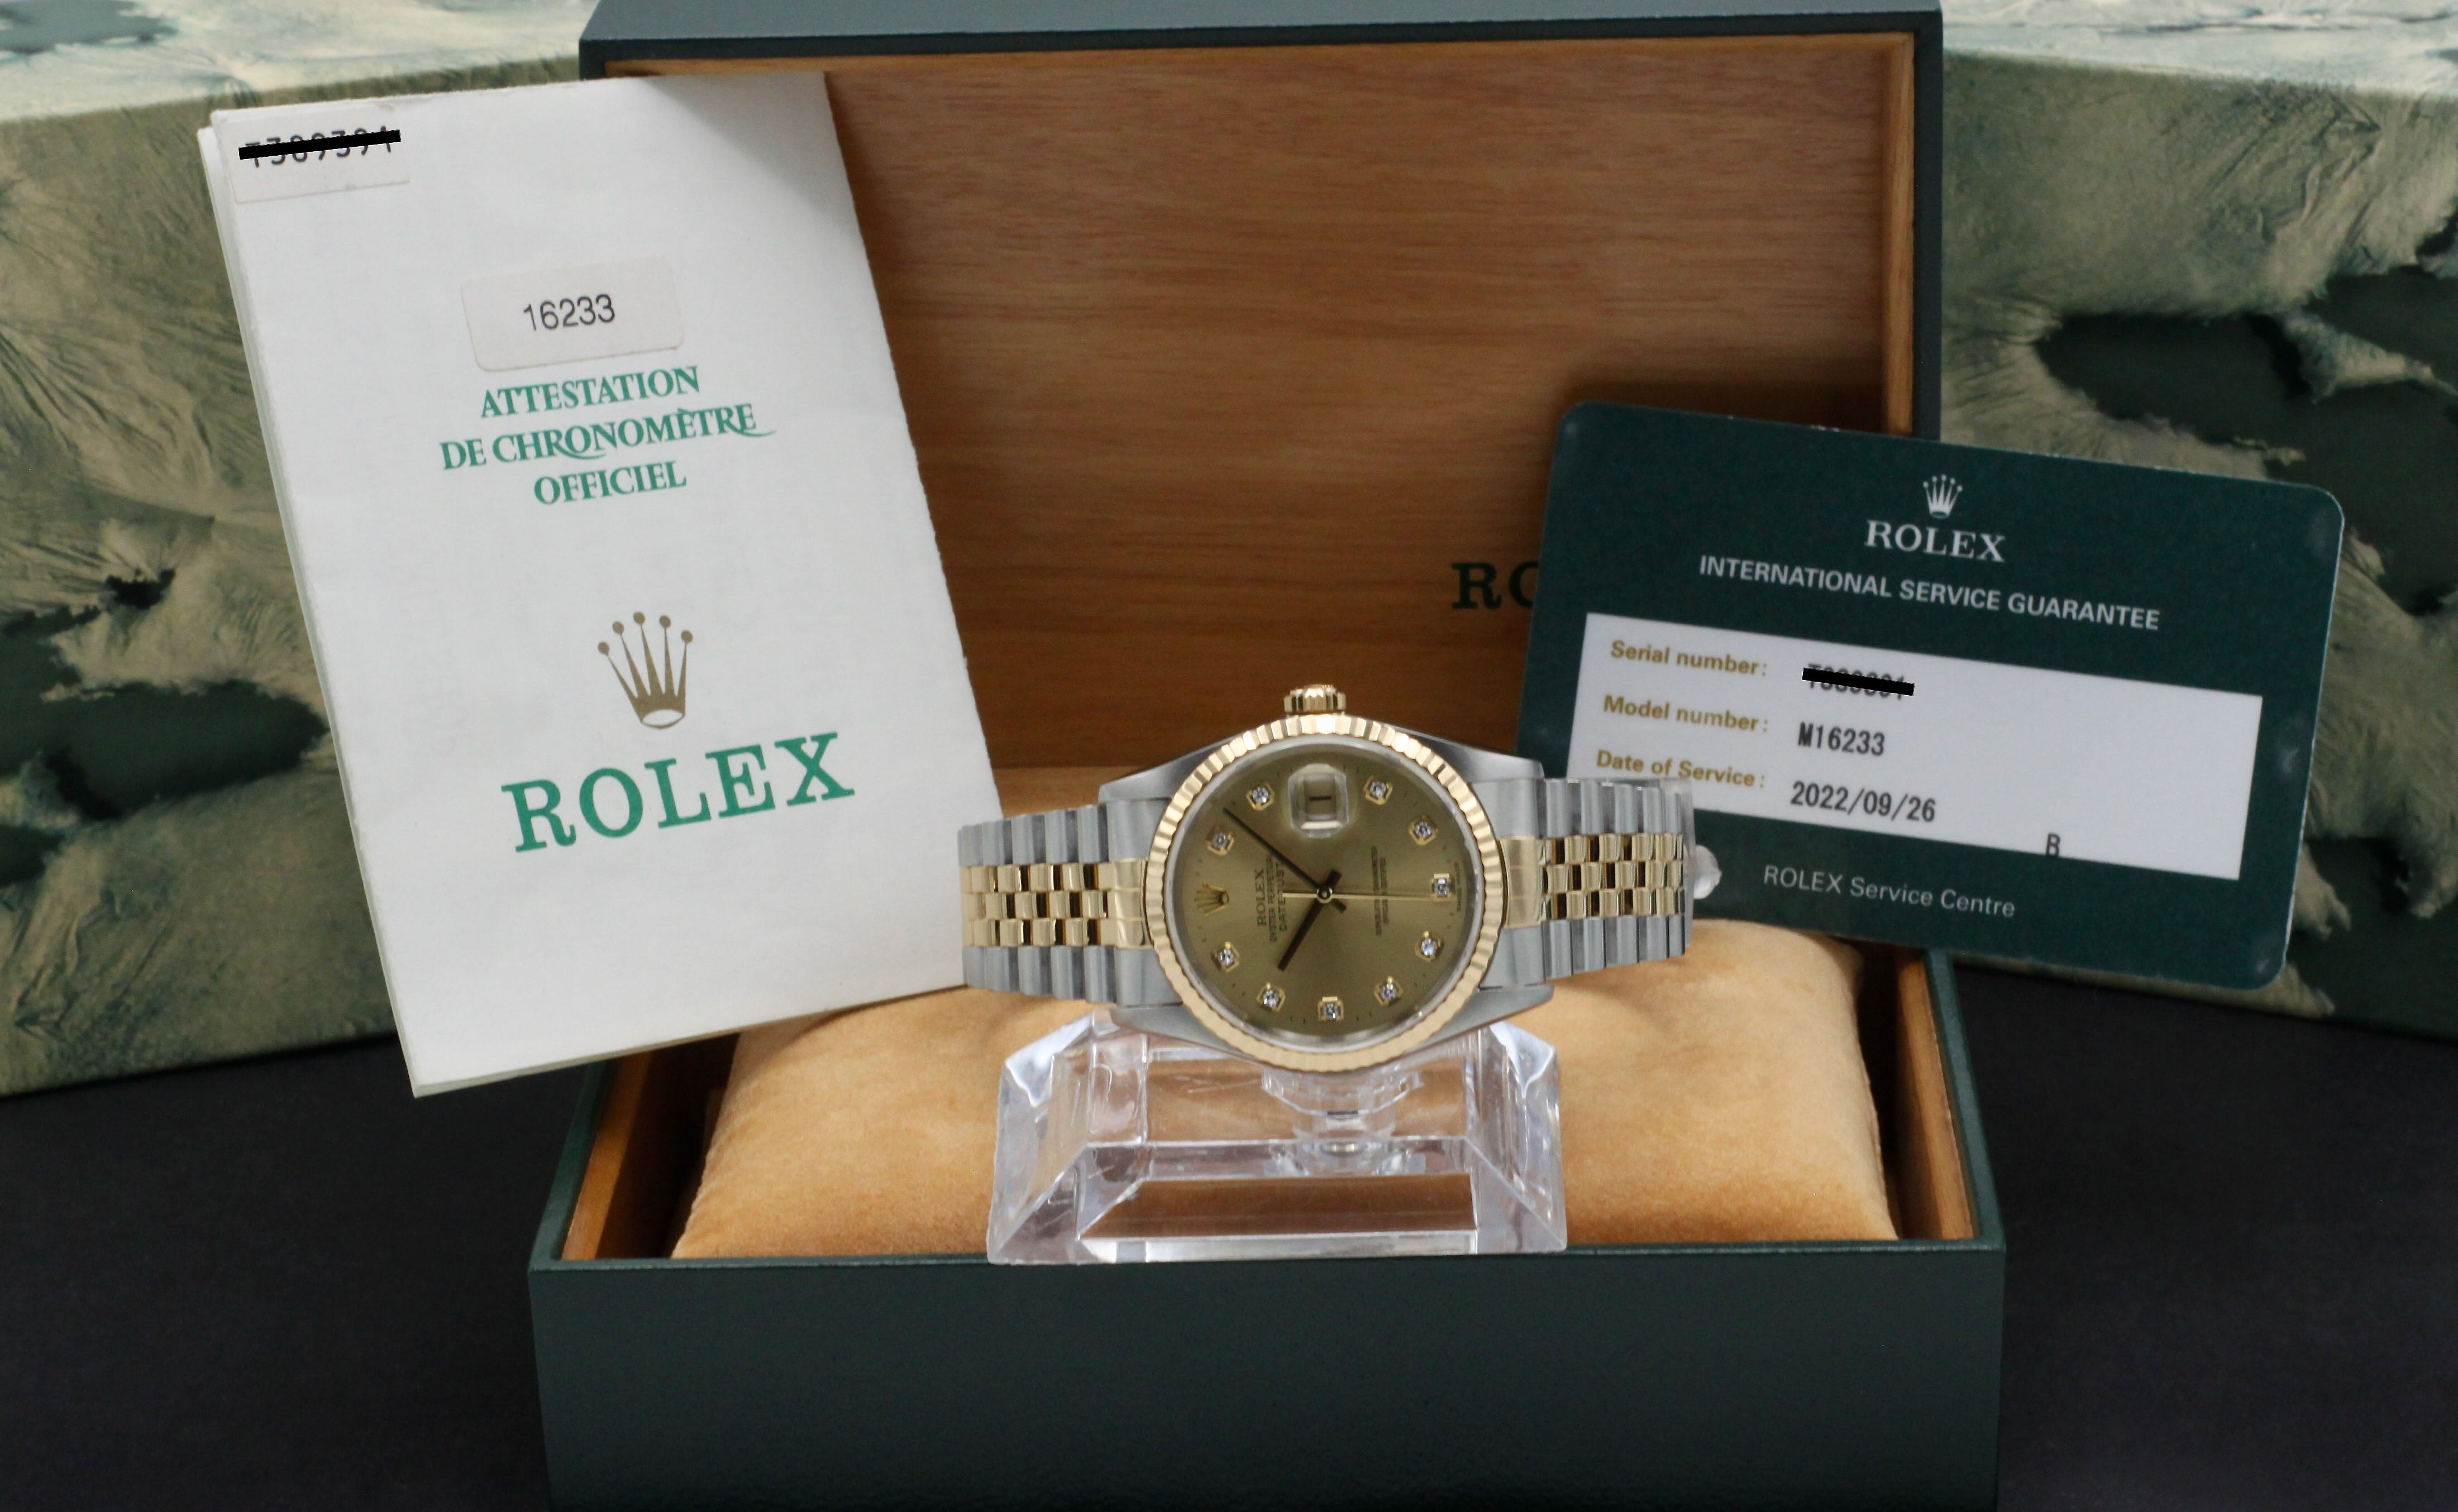 16233
ATTESTATION
DE CHRONOMÈTRE
OFFICIEL
ROLEX
RO
ROLEX
INTERNATIONAL SERVICE GUARANTEE
Serial number:
Model number: M16233
Date of Service: 2022/09/26
B
ROLEX Service Centre
1
ROLEX
OYSTER PERPETUAL
DATEJUST